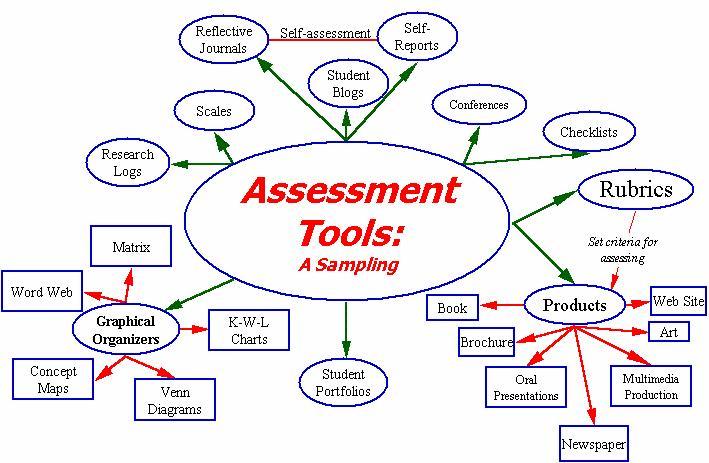 Reflective
Journals
Self-assessment
Self-
Reports
Student
Blogs
Scales
Conferences
Checklists
Research
Logs
Assessment
Tools:
A Sampling
Rubrics
Set criteria for
assessing
Matrix
Word Web
Graphical
Organizers
K-W-L
Charts
Concept
Maps
Venn
Diagrams
Student
Portfolios
Products
Book
Web Site
Art
Brochure
Oral
Presentations
Multimedia
Production
Newspaper